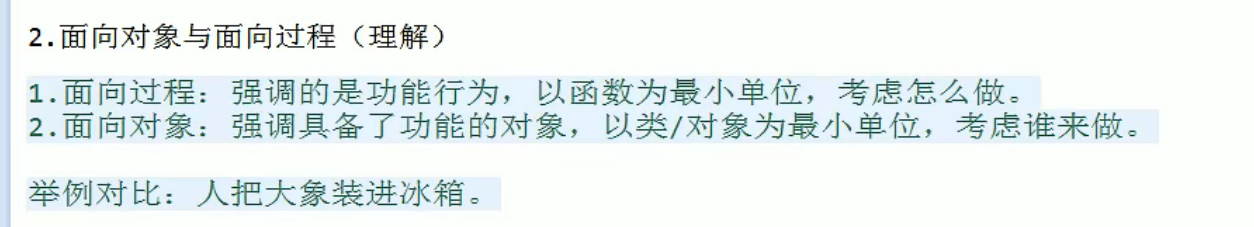 2.面向对象与面向过程（理解）
1.面向过程：强调的是功能行为，以函数为最小单位，考虑怎么做。
2.面向对象：强调具备了功能的对象，以类/对象为最小单位，考虑谁来做。
举例对比：人把大象装进冰箱。